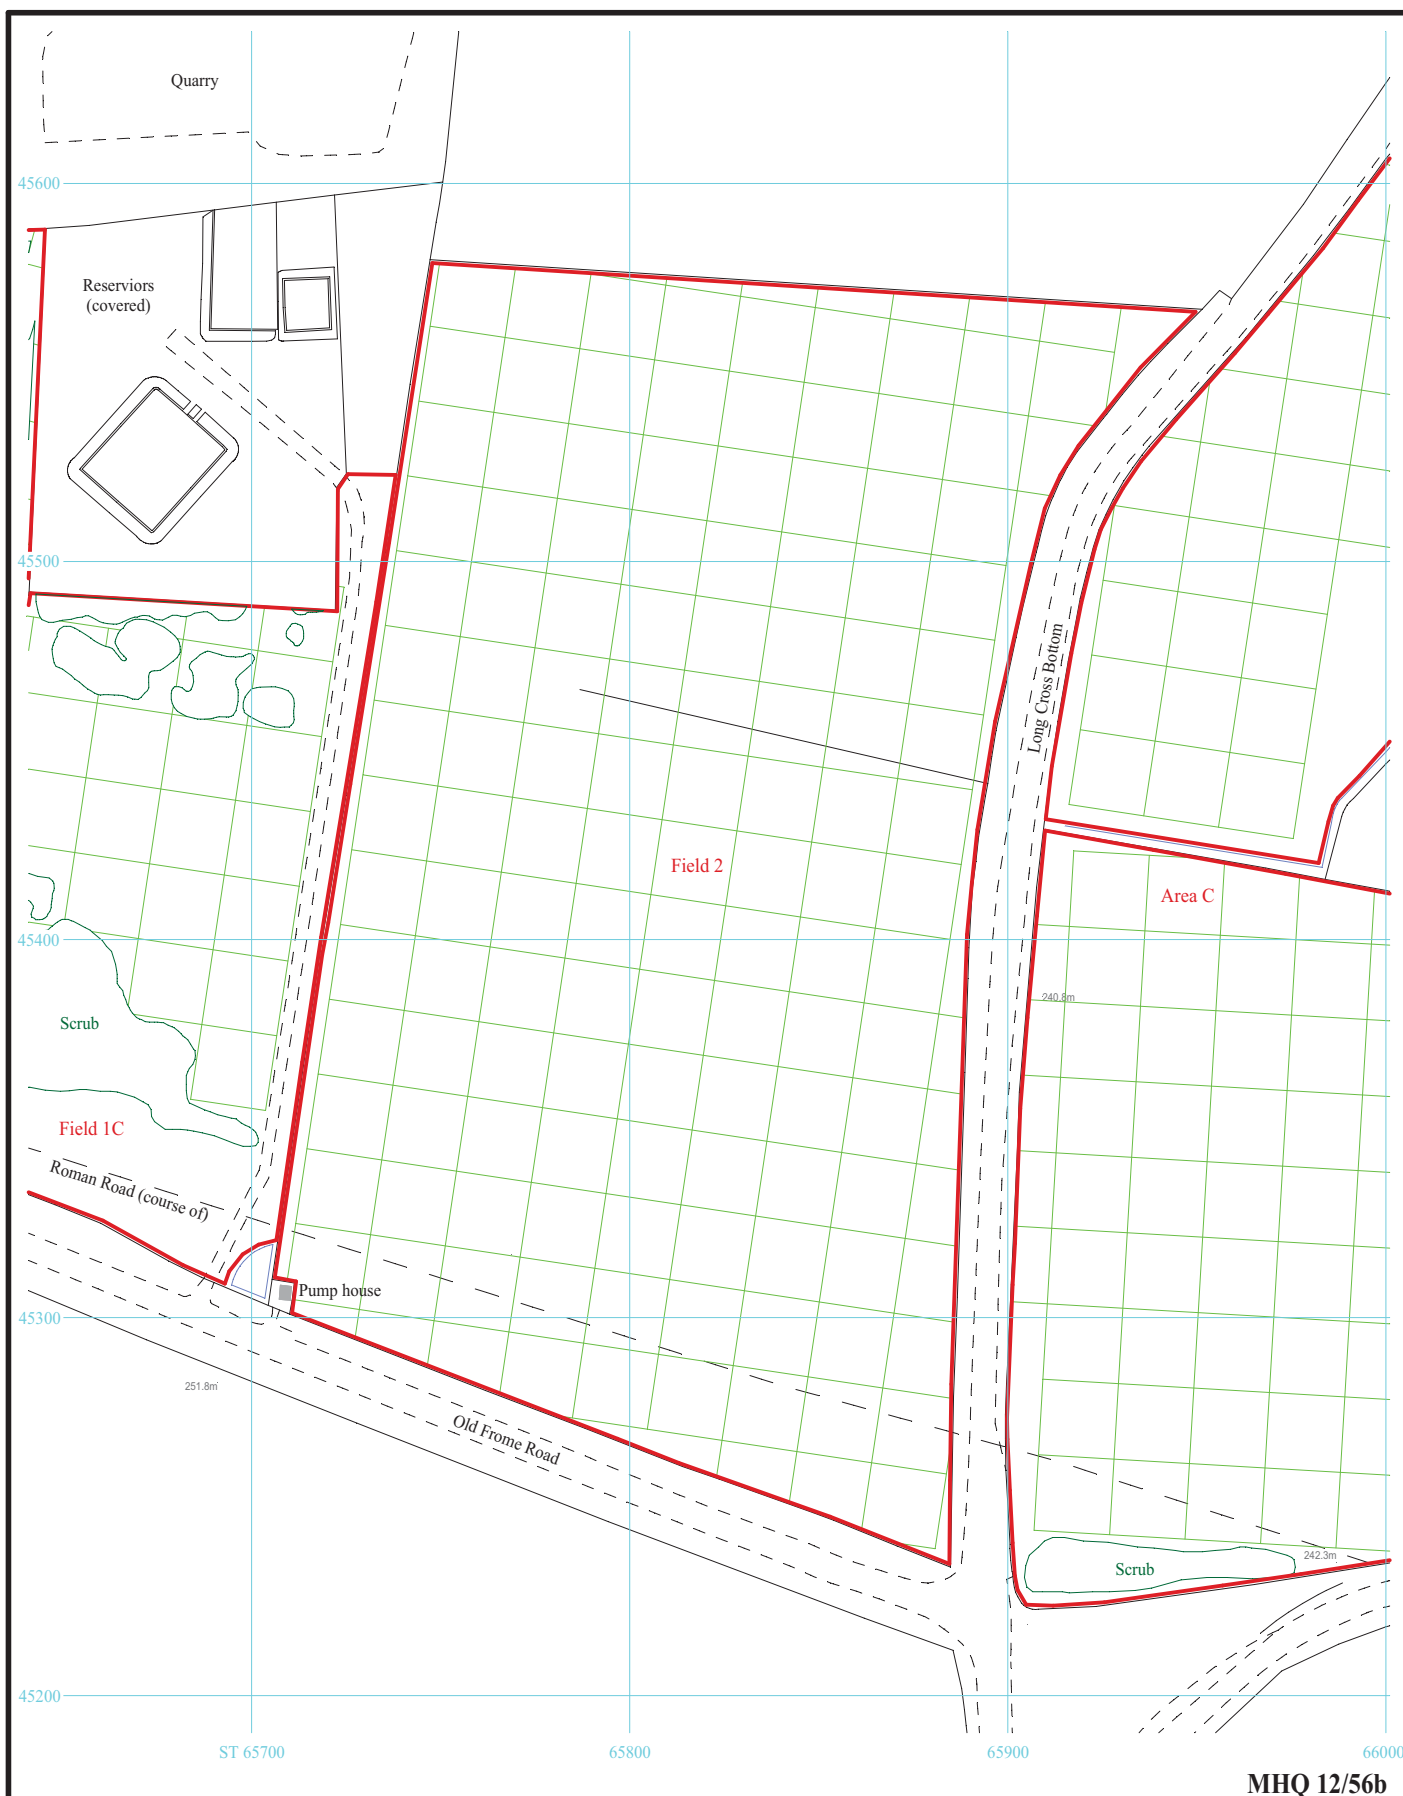 Quarry
45600
Reserviors
(covered)
45500
Long Cross Bottom
Field 2
Area C
45400
240.8m
Scrub
Field 1C
Roman Road (course of)
Pump house
45300
251.8m
Old Frome Road
242.3m
Scrub
45200
ST 65700
65800
65900
66000
MHQ 12/56b